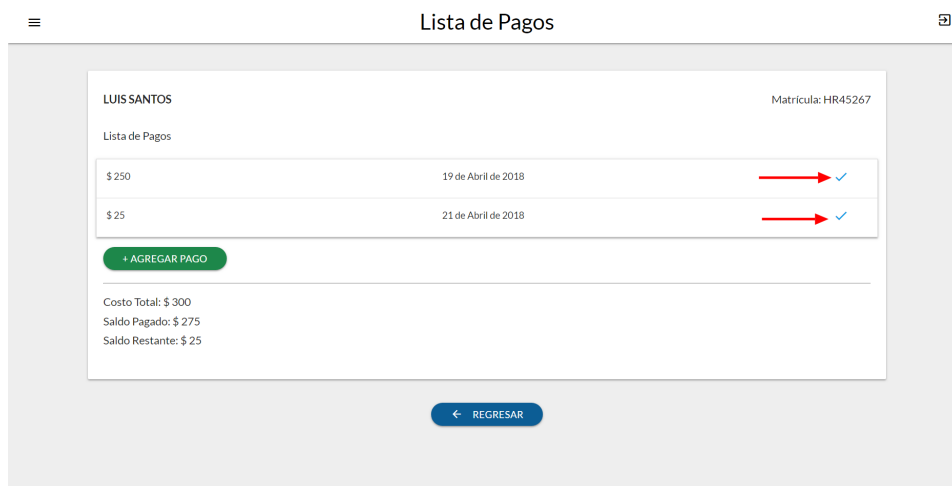 Lista de Pagos
LUIS SANTOS
Matrícula: HR45267
Lista de Pagos
$ 250 19 de Abril de 2018
$ 25 21 de Abril de 2018
+ AGREGAR PAGO
Costo Total: $ 300
Saldo Pagado: $ 275
Saldo Restante: $ 25
REGRESAR